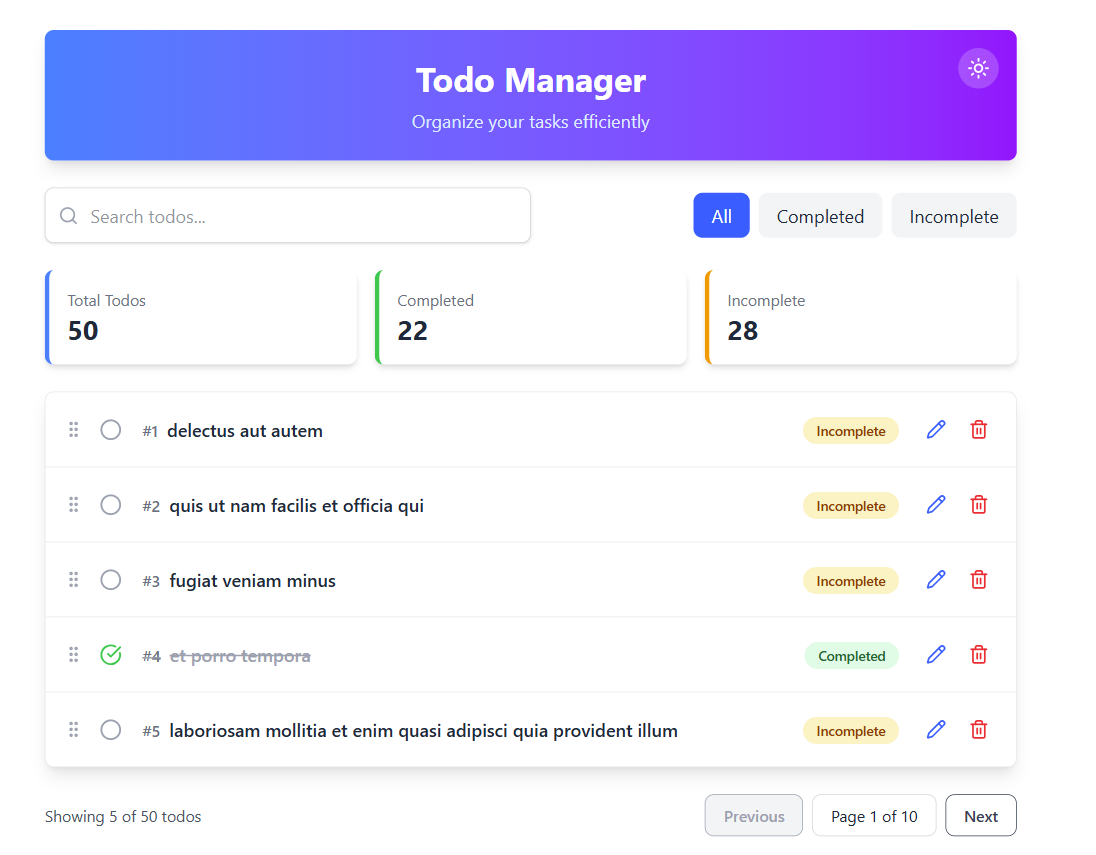 Todo Manager
Organize your tasks efficiently
Search todos...
All
Completed
Incomplete
Total Todos
50
Completed
22
Incomplete
28
#1 delectus aut autem Incomplete
#2 quis ut nam facilis et officia qui Incomplete
#3 fugiat veniam minus Incomplete
#4 et porro tempora Completed
#5 laboriosam mollitia et enim quasi adipisci quia provident illum Incomplete
Showing 5 of 50 todos
Previous
Page 1 of 10
Next